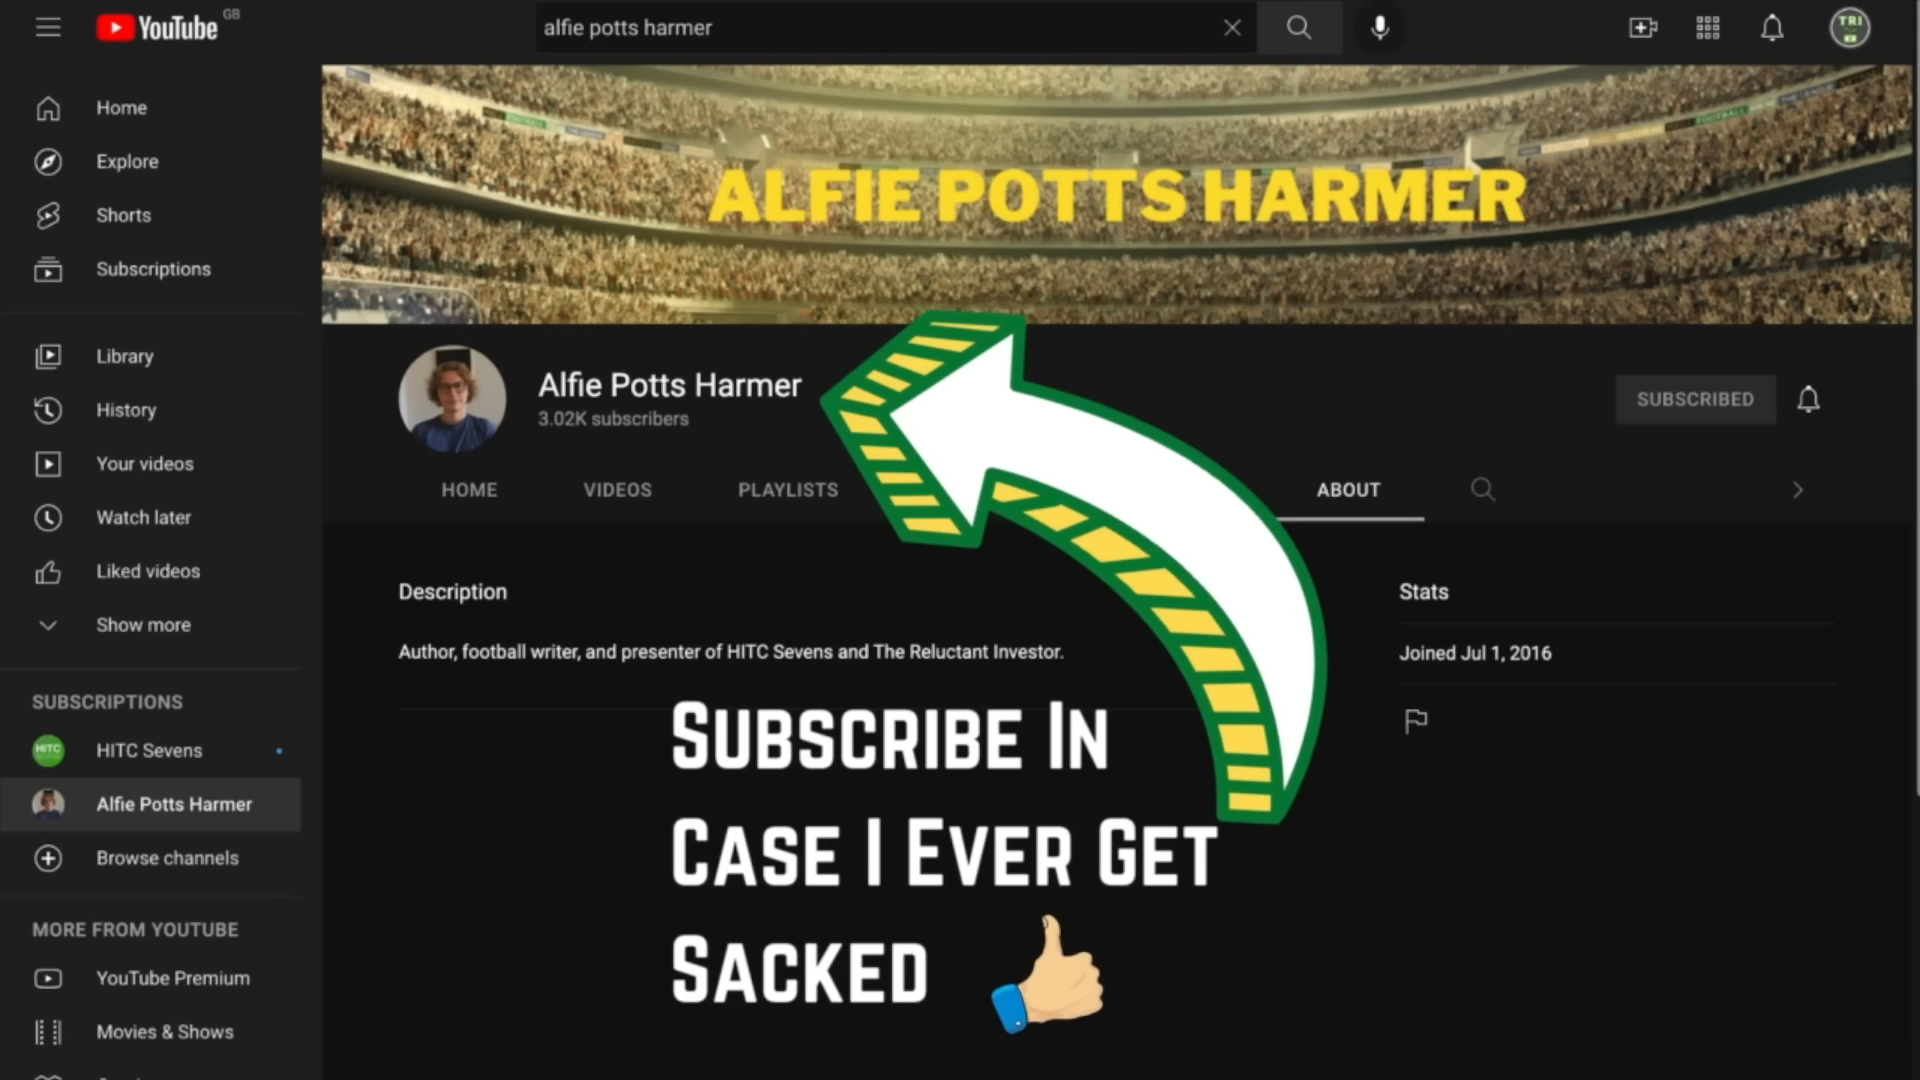 YouTube GB
alfie potts harmer
TRI
Home
Explore
Shorts
Subscriptions
Library
History
Your videos
Watch later
Liked videos
Show more
SUBSCRIPTIONS
HITC HITC Sevens
Alfie Potts Harmer
Browse channels
MORE FROM YOUTUBE
YouTube Premium
Movies & Shows
ALFIE POTTS HARMER
Alfie Potts Harmer
3.02K subscribers
SUBSCRIBED
HOME VIDEOS PLAYLISTS ABOUT
Description
Author, football writer, and presenter of HITC Sevens and The Reluctant Investor.
Stats
Joined Jul 1, 2016
SUBSCRIBE IN
CASE I EVER GET
SACKED